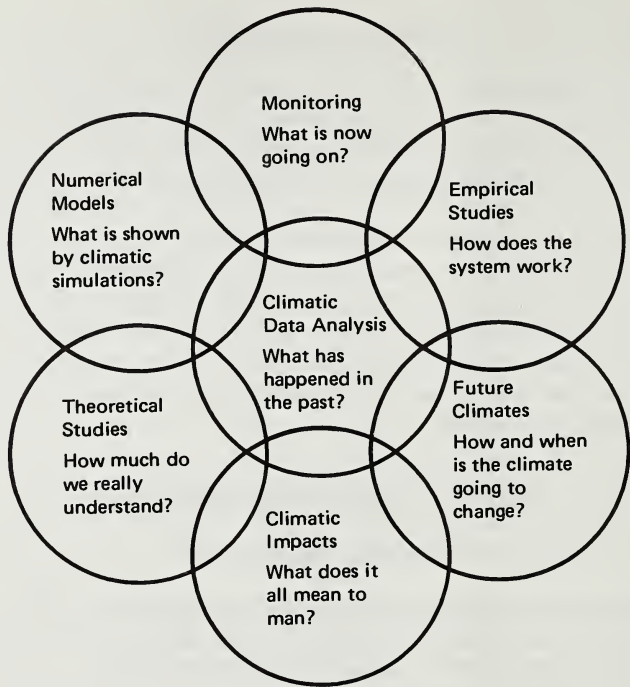 Monitoring
What is now
going on?
Numerical
Models
What is shown
by climatic
simulations?
Empirical
Studies
How does the
system work?
Climatic
Data Analysis
What has
happened in
the past?
Theoretical
Studies
How much do
we really
understand?
Future
Climates
How and when
is the climate
going to
change?
Climatic
Impacts
What does it
all mean to
man?